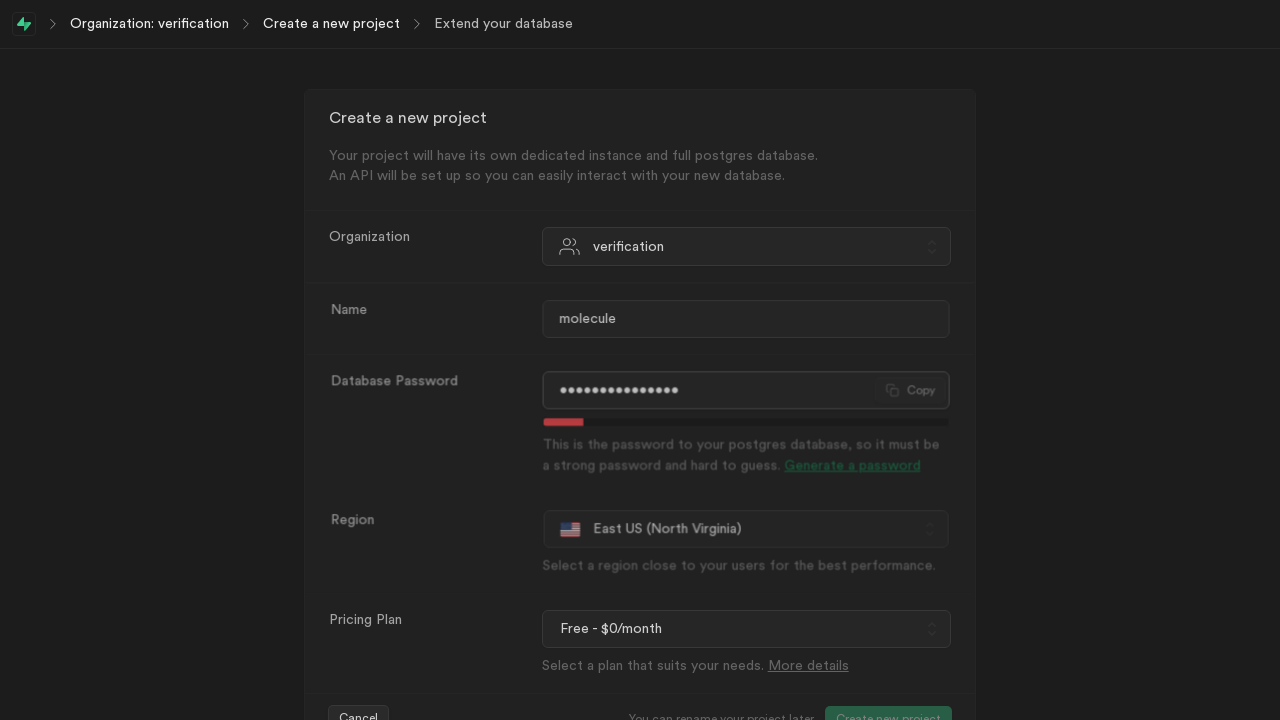 Organization: verification Create a new project Extend your database
Create a new project
Your project will have its own dedicated instance and full postgres database.
An API will be set up so you can easily interact with your new database.
Organization verification
Name molecule
Database Password ••••••••••••••• Copy
This is the password to your postgres database, so it must be
a strong password and hard to guess. Generate a password
Region East US (North Virginia)
Select a region close to your users for the best performance.
Pricing Plan Free - $0/month
Select a plan that suits your needs. More details
Cancel You can rename your project later Create new project